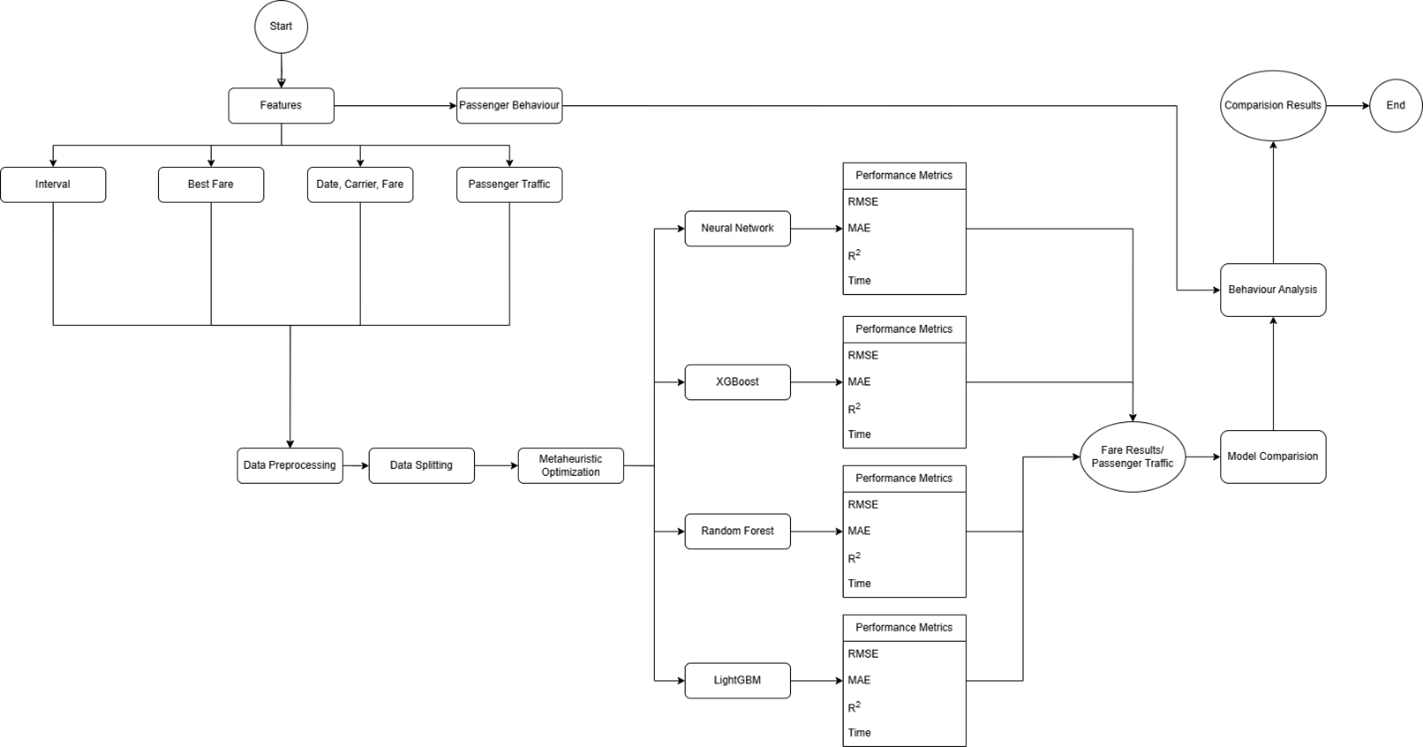 Start
Features
Passenger Behaviour
Comparision Results
End
Interval
Best Fare
Date, Carrier, Fare
Passenger Traffic
Performance Metrics
RMSE
MAE
R²
Time
Neural Network
Behaviour Analysis
Performance Metrics
RMSE
MAE
R²
Time
XGBoost
Data Preprocessing
Data Splitting
Metaheuristic
Optimization
Fare Results/
Passenger Traffic
Model Comparision
Performance Metrics
RMSE
MAE
R²
Time
Random Forest
Performance Metrics
RMSE
MAE
R²
Time
LightGBM